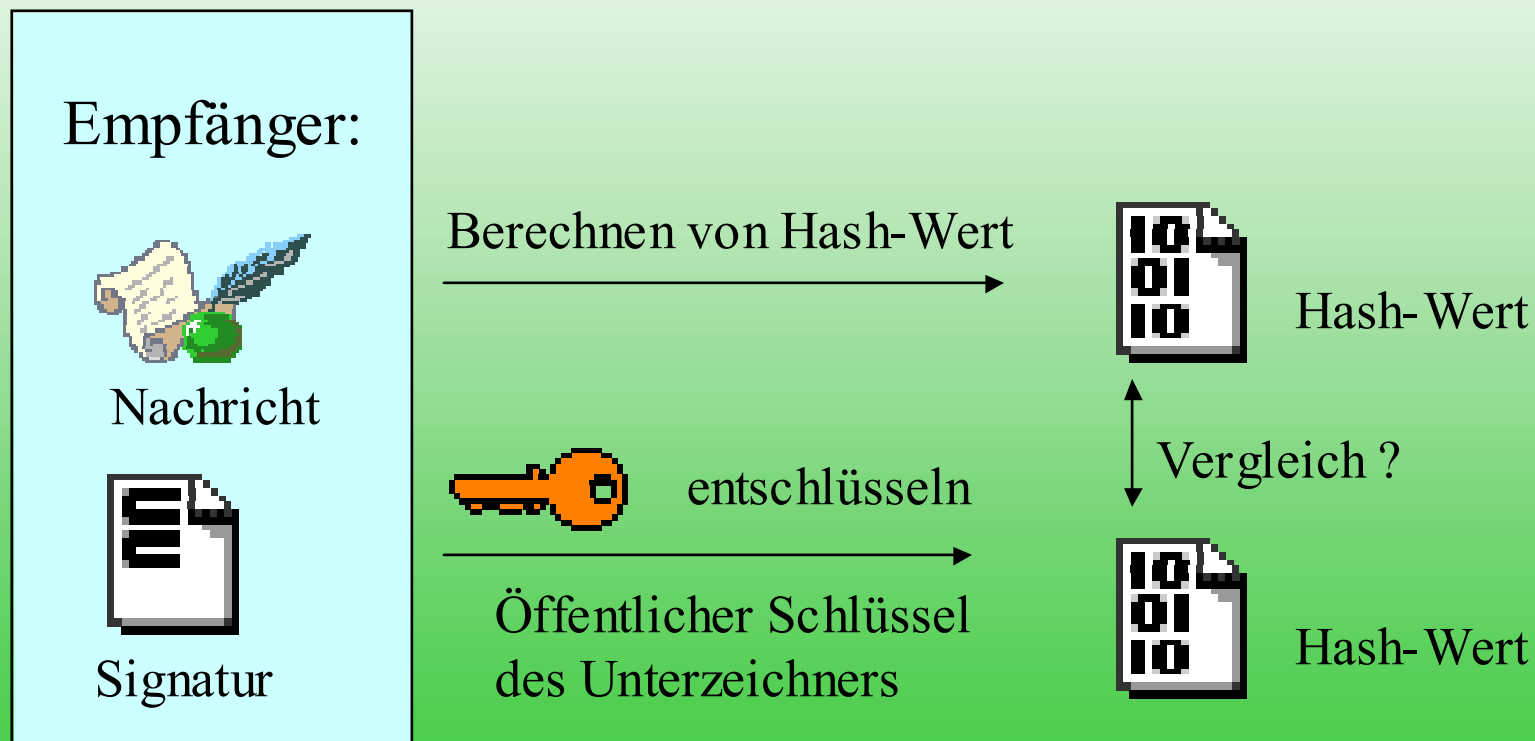 Empfänger:
Nachricht
Signatur
Berechnen von Hash-Wert
Hash-Wert
Vergleich ?
entschlüsseln
Öffentlicher Schlüssel
des Unterzeichners
Hash-Wert